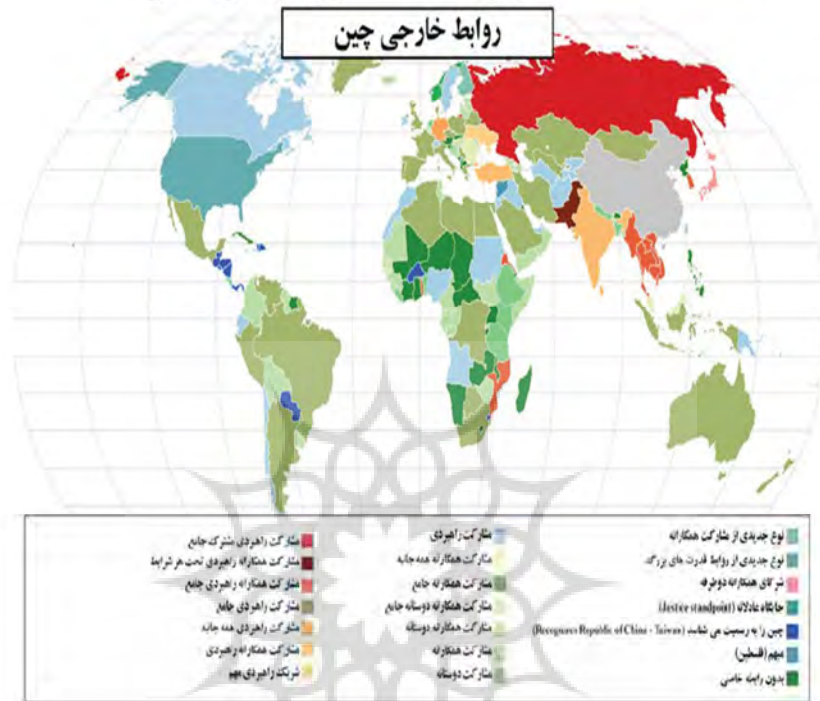 روابط خارجی چین
نوع جدیدی از مشارکت همکارانه
نوع جدیدی از روابط قدرت های بزرگ
شرکای همکارانه دوطرفه
جایگاه عادلانه (Justice standpoint)
چین را به رسمیت می شناسد (Recognizes Republic of China - Taiwan)
مبهم (فلسطین)
بدون رابطه خاصی
مشارکت راهبردی
مشارکت همکارانه همه جانبه
مشارکت همکارانه جامع
مشارکت همکارانه دوستانه جامع
مشارکت همکارانه دوستانه
مشارکت همکارانه
مشارکت دوستانه
مشارکت راهبردی مشترک جامع
مشارکت همکارانه راهبردی تحت هر شرایط
مشارکت همکارانه راهبردی جامع
مشارکت راهبردی جامع
مشارکت راهبردی همه جانبه
مشارکت همکارانه راهبردی
شریک راهبردی مهم